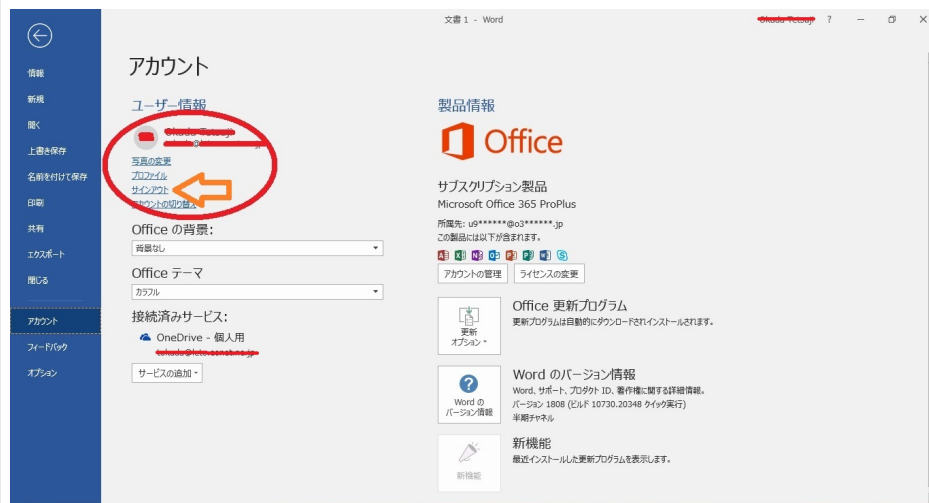 文書 1 - Word
?
アカウント
情報
新規
開く
上書き保存
名前を付けて保存
印刷
共有
エクスポート
閉じる
アカウント
フィードバック
オプション
ユーザー情報
写真の変更
プロファイル
サインアウト
アカウントの切り替え
Office の背景:
背景なし
Office テーマ
カラフル
接続済みサービス:
OneDrive - 個人用
サービスの追加
製品情報
Office
サブスクリプション製品
Microsoft Office 365 ProPlus
所属先: u9******@o3******.jp
この製品には以下が含まれます。
アカウントの管理
ライセンスの変更
更新
オプション
Office 更新プログラム
更新プログラムは自動的にダウンロードされインストールされます。
Word の
バージョン情報
Word のバージョン情報
Word、サポート、プロダクト ID、著作権に関する詳細情報。
バージョン 1808 (ビルド 10730.20348 クイック実行)
半期チャネル
新機能
新機能
最近インストールした更新プログラムを表示します。